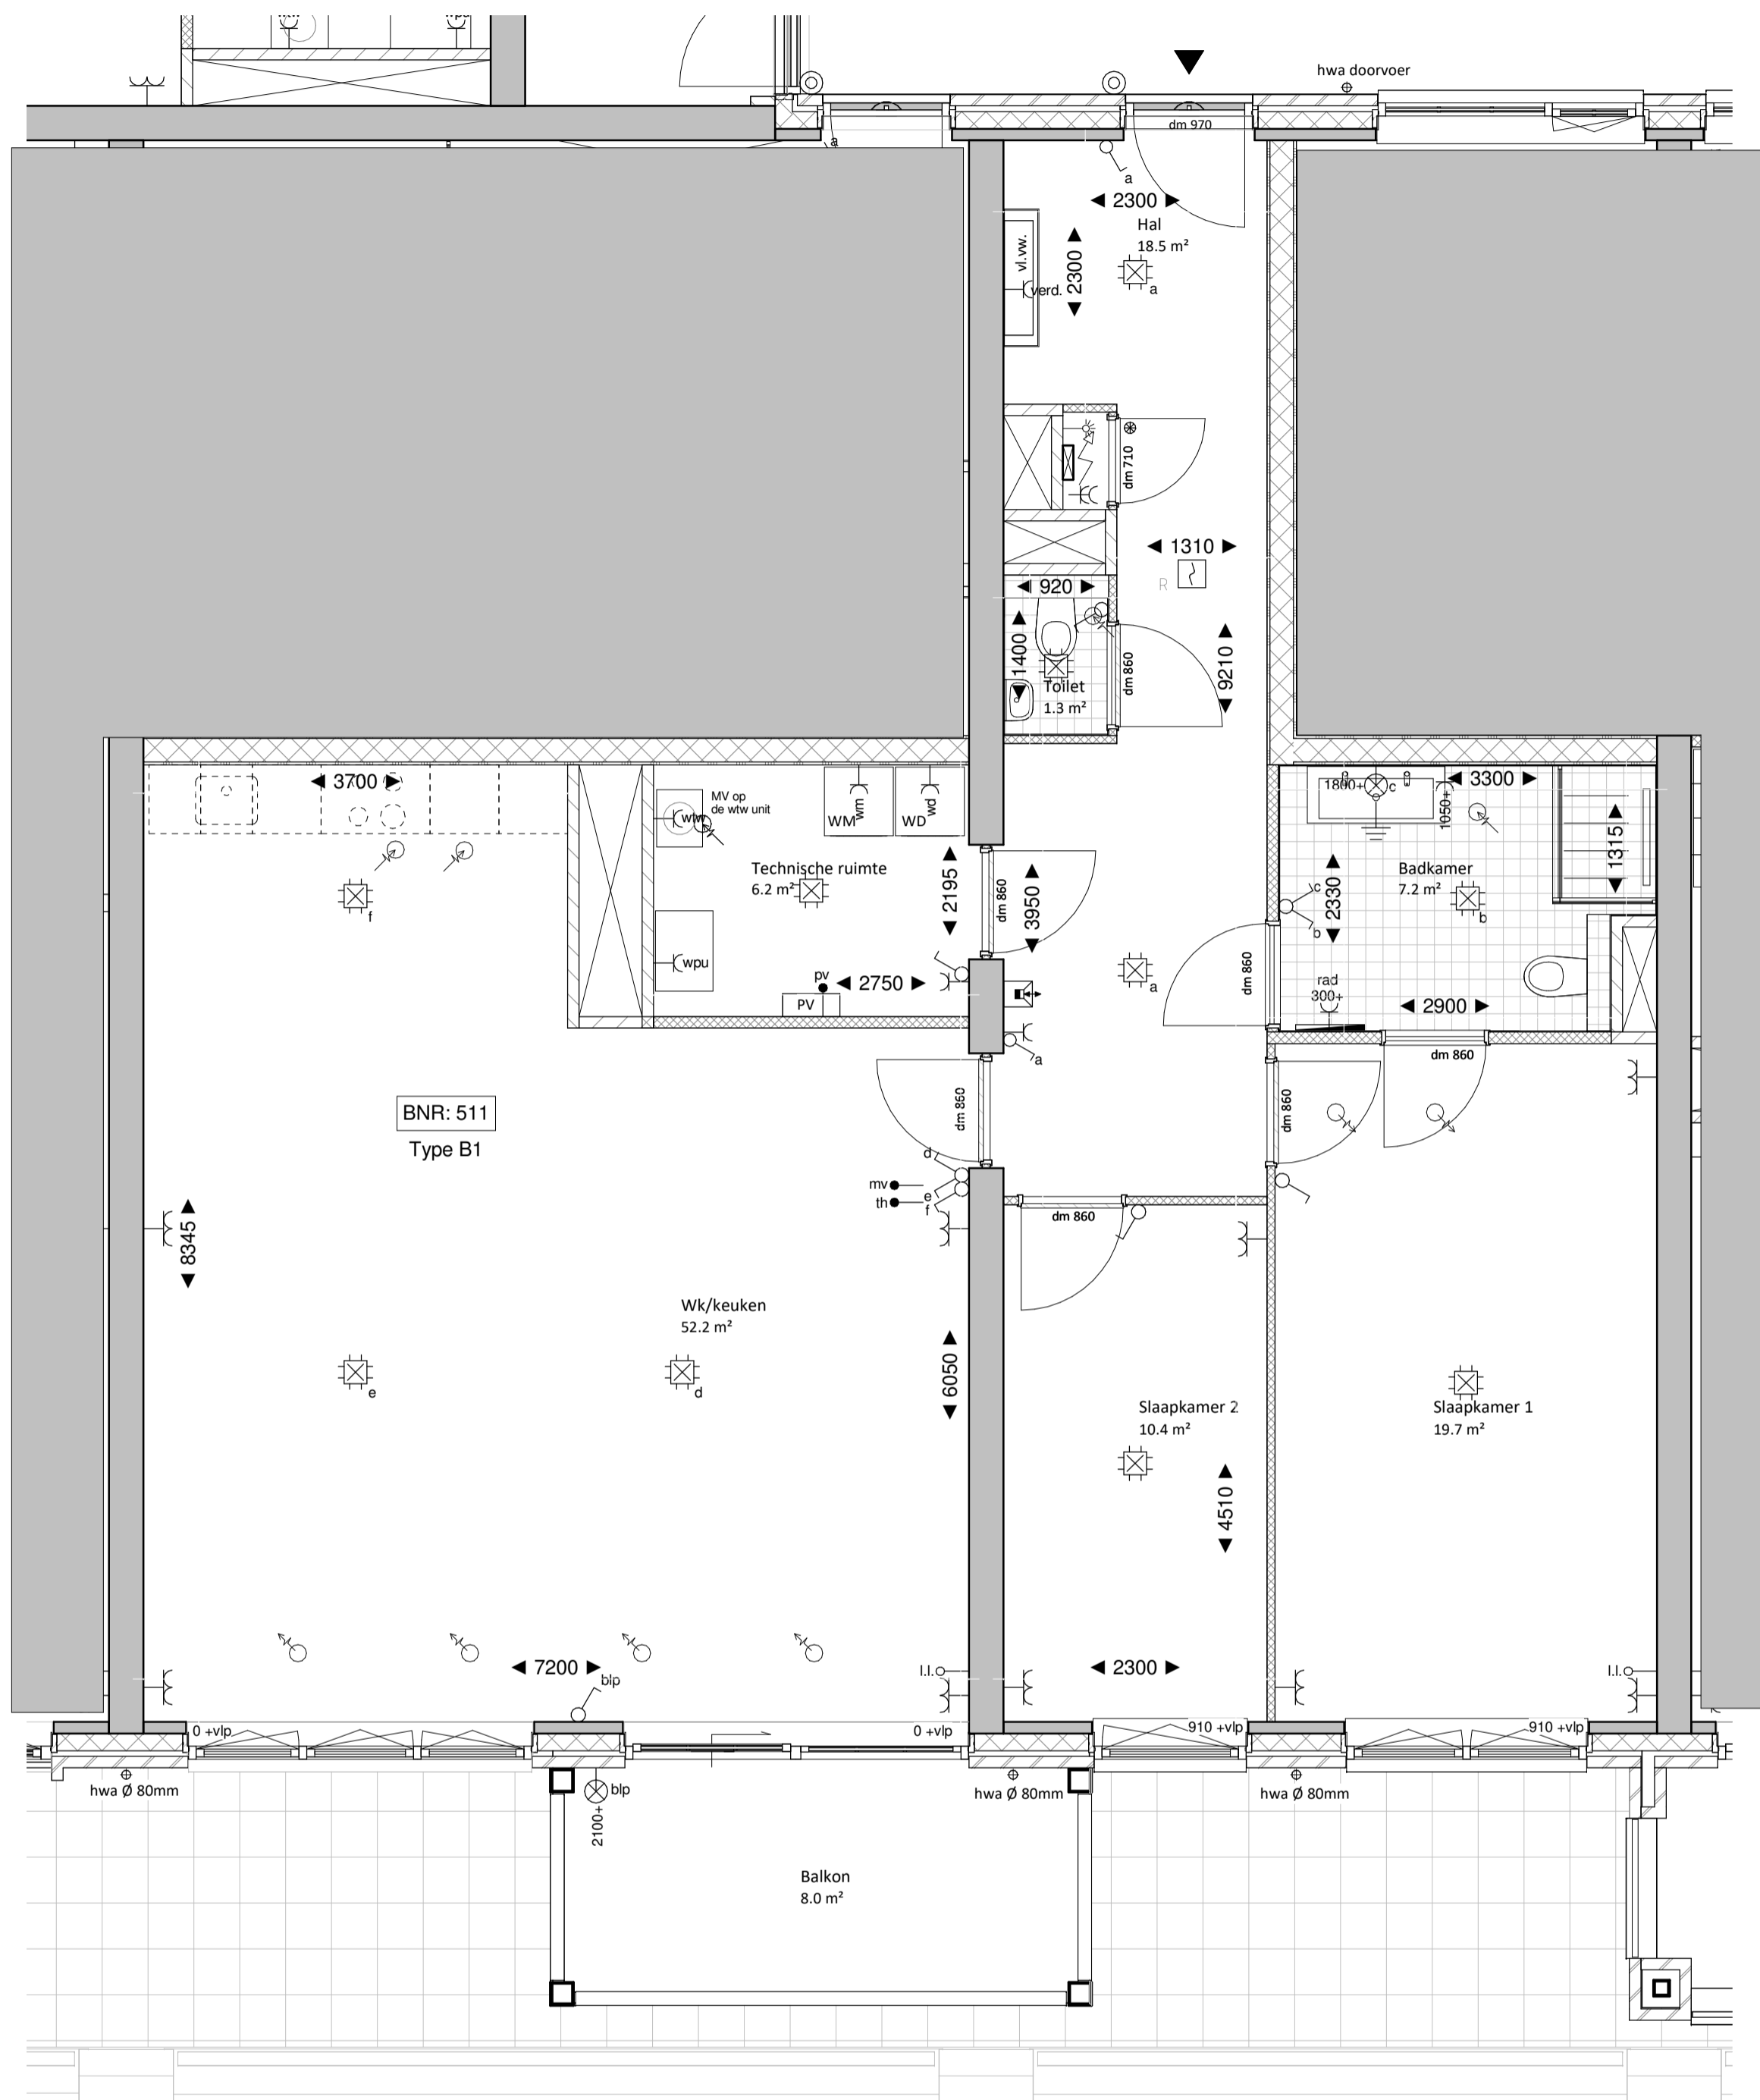 hwa doorvoer
dm 970
a
a
2300
Hal
18.5 m²
vl.vw.
2300
verd.
a
dm 710
1310
R
920
1400
dm 860
9210
Toilet
1.3 m²
3700
MV op
de wtw unit
wtw
WM
wm
WD
wd
1800+
c
1050+
3300
1315
Technische ruimte
6.2 m²
2195
dm 860
3950
Badkamer
7.2 m²
c
b
2330
b
f
wpu
pv
PV
2750
a
dm 860
rad
300+
2900
a
dm 860
BNR: 511
Type B1
dm 860
dm 860
d
mv
th
e
f
dm 860
8345
Wk/keuken
52.2 m²
6050
e
d
Slaapkamer 2
10.4 m²
Slaapkamer 1
19.7 m²
4510
7200
blp
l.l.
2300
l.l.
0 +vlp
0 +vlp
910 +vlp
910 +vlp
hwa Ø 80mm
blp
2100+
hwa Ø 80mm
hwa Ø 80mm
Balkon
8.0 m²